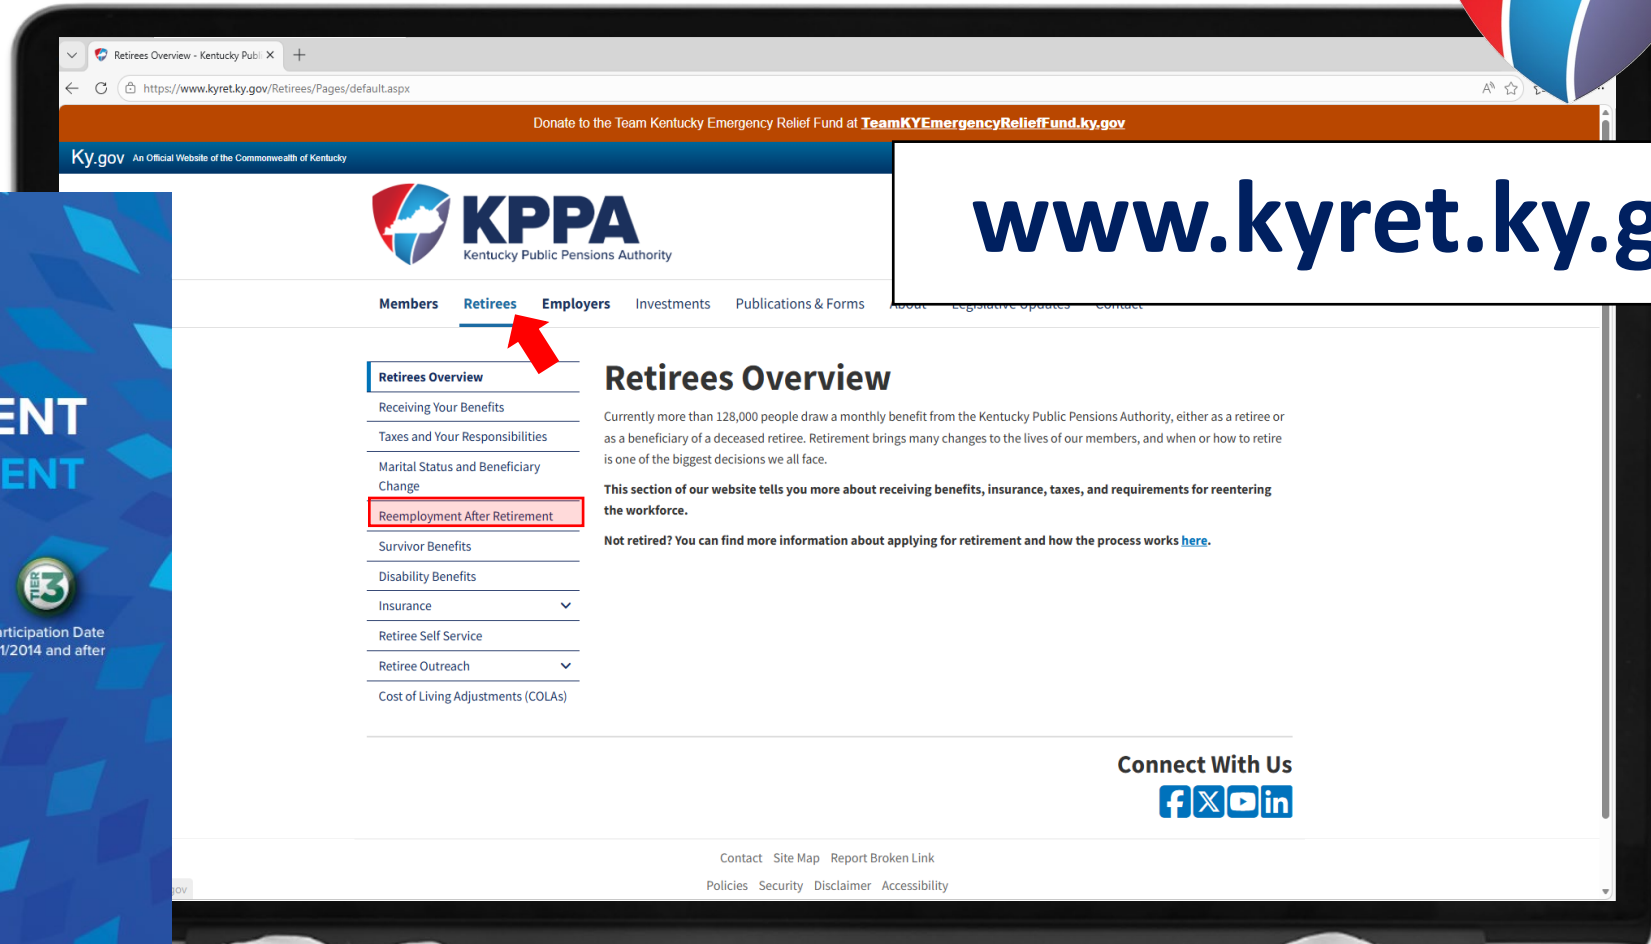 Retirees Overview - Kentucky Publi
https://www.kyret.ky.gov/Retirees/Pages/default.aspx
Donate to the Team Kentucky Emergency Relief Fund at TeamKYEmergencyReliefFund.ky.gov
Ky.gov An Official Website of the Commonwealth of Kentucky
www.kyret.ky.g
KPPA
Kentucky Public Pensions Authority
Members Retirees Employers Investments Publications & Forms About Legislative Updates Contact
Retirees Overview
Receiving Your Benefits
Taxes and Your Responsibilities
Marital Status and Beneficiary
Change
Reemployment After Retirement
Survivor Benefits
Disability Benefits
Insurance
Retiree Self Service
Retiree Outreach
Cost of Living Adjustments (COLAs)
Retirees Overview
Currently more than 128,000 people draw a monthly benefit from the Kentucky Public Pensions Authority, either as a retiree or
as a beneficiary of a deceased retiree. Retirement brings many changes to the lives of our members, and when or how to retire
is one of the biggest decisions we all face.
This section of our website tells you more about receiving benefits, insurance, taxes, and requirements for reentering
the workforce.
Not retired? You can find more information about applying for retirement and how the process works here.
ENT
ENT
TIER 3
articipation Date
1/2014 and after
Connect With Us
Contact Site Map Report Broken Link
Policies Security Disclaimer Accessibility
gov